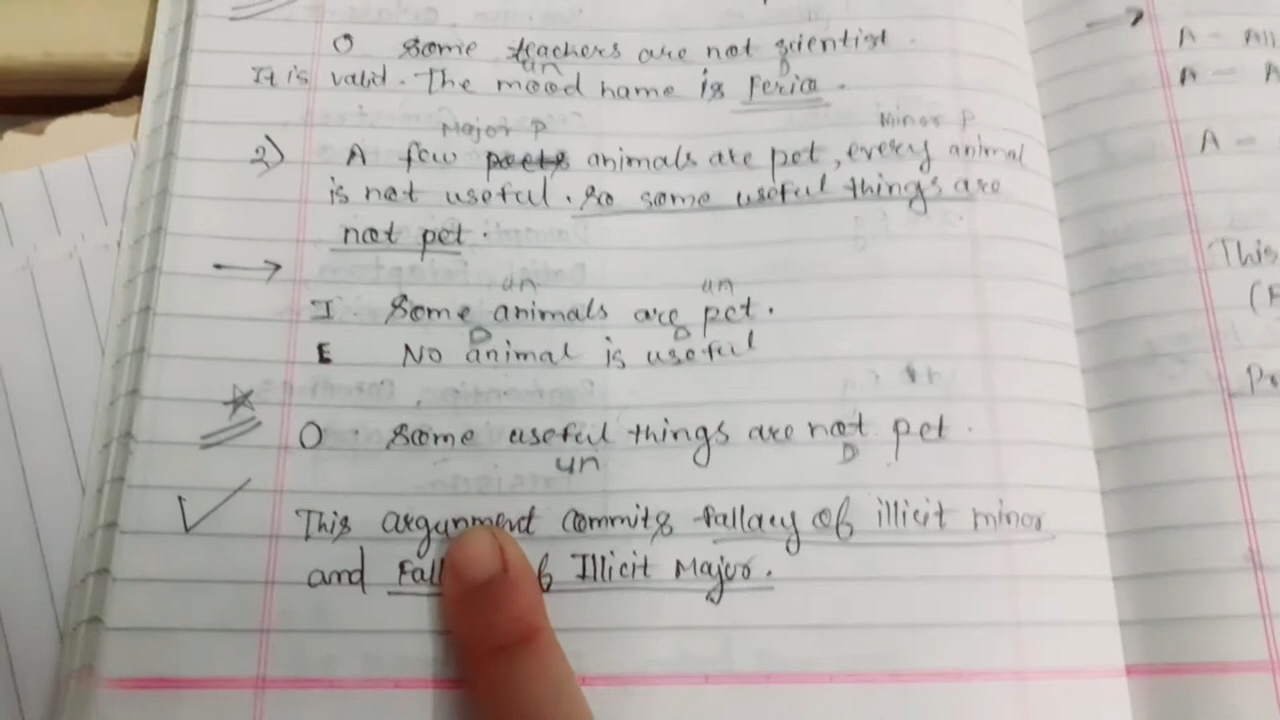 O some teachers are not scientist.
un D
It is valid. The mood name is Ferio.
Major P Minor P
2) A few animals are pet, every animal
is not useful. So some useful things are
not pet.
→
un un
I some animals are pet.
D D
E No animal is useful
O. some useful things are not pet.
un D
This argument commits fallacy of illicit minor
and Illicit Major.
→
A - All
A - A
A -
This